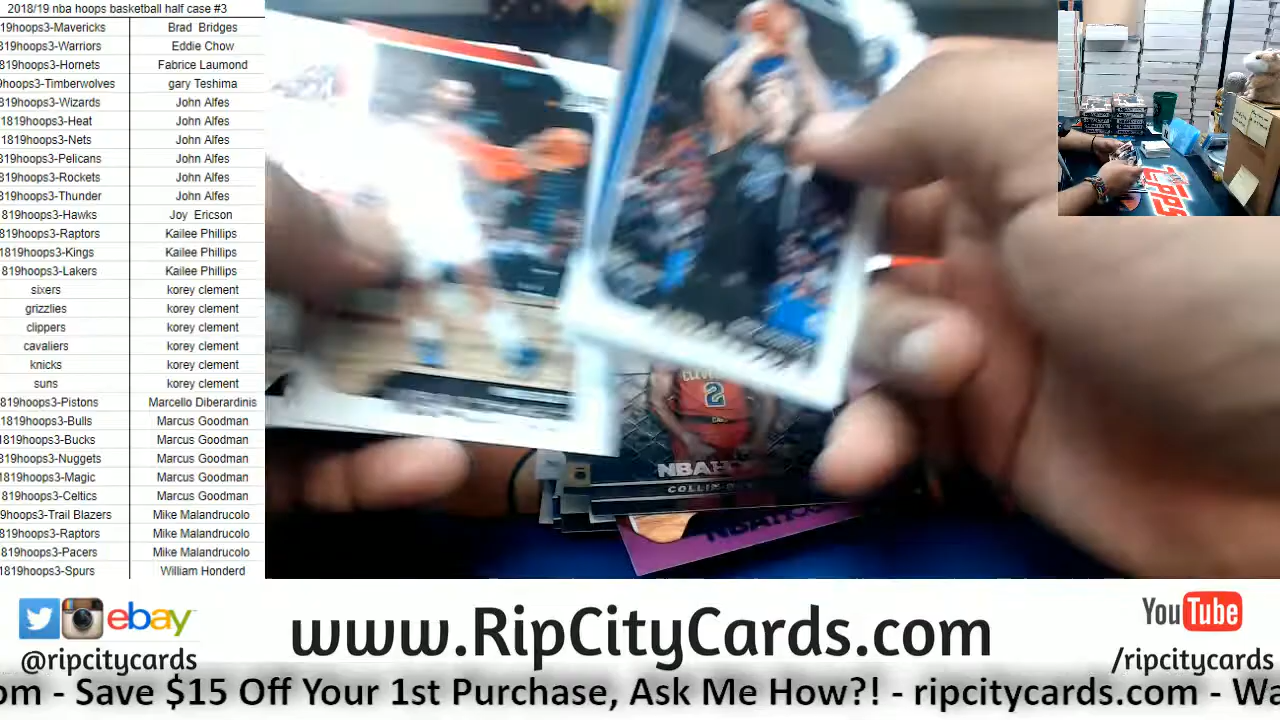 2018/19 nba hoops basketball half case #3
19hoops3-Mavericks Brad Bridges
819hoops3-Warriors Eddie Chow
819hoops3-Hornets Fabrice Laumond
9hoops3-Timberwolves gary Teshima
819hoops3-Wizards John Alfes
1819hoops3-Heat John Alfes
1819hoops3-Nets John Alfes
819hoops3-Pelicans John Alfes
819hoops3-Rockets John Alfes
819hoops3-Thunder John Alfes
819hoops3-Hawks Joy Ericson
819hoops3-Raptors Kailee Phillips
1819hoops3-Kings Kailee Phillips
819hoops3-Lakers Kailee Phillips
sixers korey clement
grizzlies korey clement
clippers korey clement
cavaliers korey clement
knicks korey clement
suns korey clement
1819hoops3-Pistons Marcello Diberardinis
1819hoops3-Bulls Marcus Goodman
1819hoops3-Bucks Marcus Goodman
819hoops3-Nuggets Marcus Goodman
1819hoops3-Magic Marcus Goodman
819hoops3-Celtics Marcus Goodman
9hoops3-Trail Blazers Mike Malandrucolo
819hoops3-Raptors Mike Malandrucolo
819hoops3-Pacers Mike Malandrucolo
1819hoops3-Spurs William Honderd
2
COLLIN
Topps
ebay
@ripcitycards
www.RipCityCards.com
YouTube
/ripcitycards
om - Save $15 Off Your 1st Purchase, Ask Me How?! - ripcitycards.com - Wa